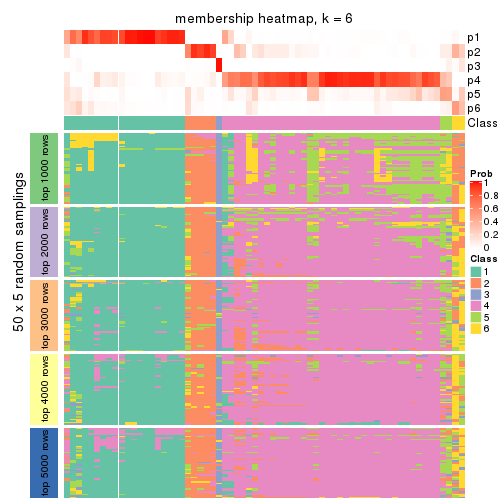 membership heatmap, k = 6
p1
p2
p3
p4
p5
p6
Class
50 x 5 random samplings
top 1000 rows
top 2000 rows
top 3000 rows
top 4000 rows
top 5000 rows
Prob
1
0.8
0.6
0.4
0.2
0
Class
1
2
3
4
5
6